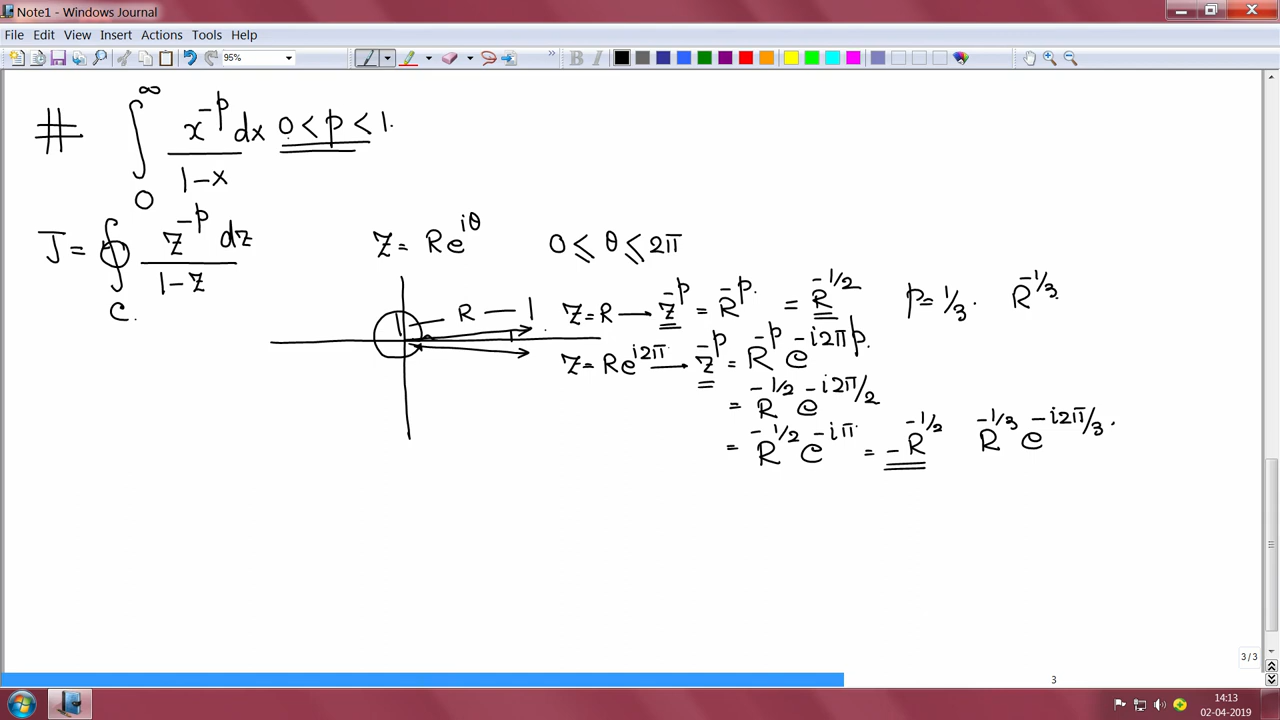 Note1 - Windows Journal
File Edit View Insert Actions Tools Help
95%
# ∫₀^∞ x^{-p} dx / (1-x) 0 < p < 1.
J = ∮_C z^{-p} dz / (1-z)
z = Re^{iθ} 0 ≤ θ ≤ 2π
R
z = R → z^{-p} = R^{-p} = R^{-1/2} p = 1/3 . R^{-1/3}
z = Re^{i2π} → z^{-p} = R^{-p} e^{-i2πp}.
= R^{-1/2} e^{-i2π/2}
= R^{-1/2} e^{-iπ} = -R^{-1/2} R^{-1/3} e^{-i2π/3}.
3/3
3
14:13
02-04-2019